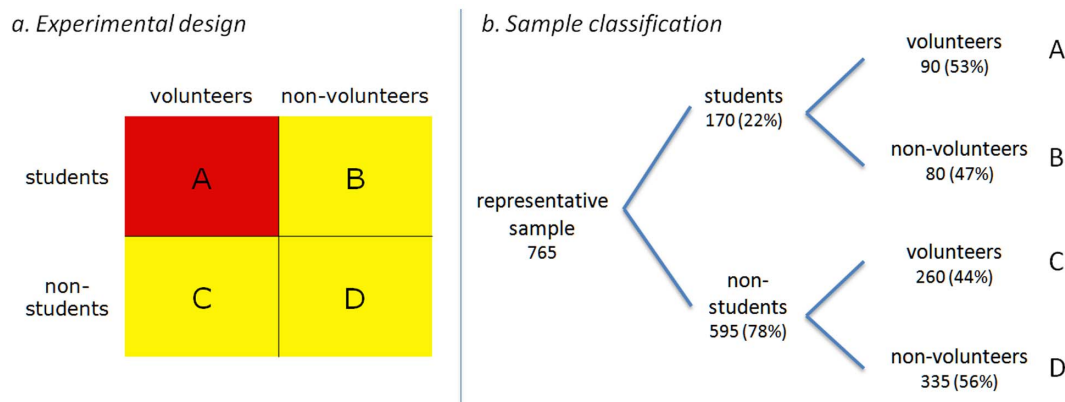 a. Experimental design
volunteers non-volunteers
students
A
B
non-
students
C
D
b. Sample classification
representative
sample
765
students
170 (22%)
non-
students
595 (78%)
volunteers
90 (53%)
A
non-volunteers
80 (47%)
B
volunteers
260 (44%)
C
non-volunteers
335 (56%)
D